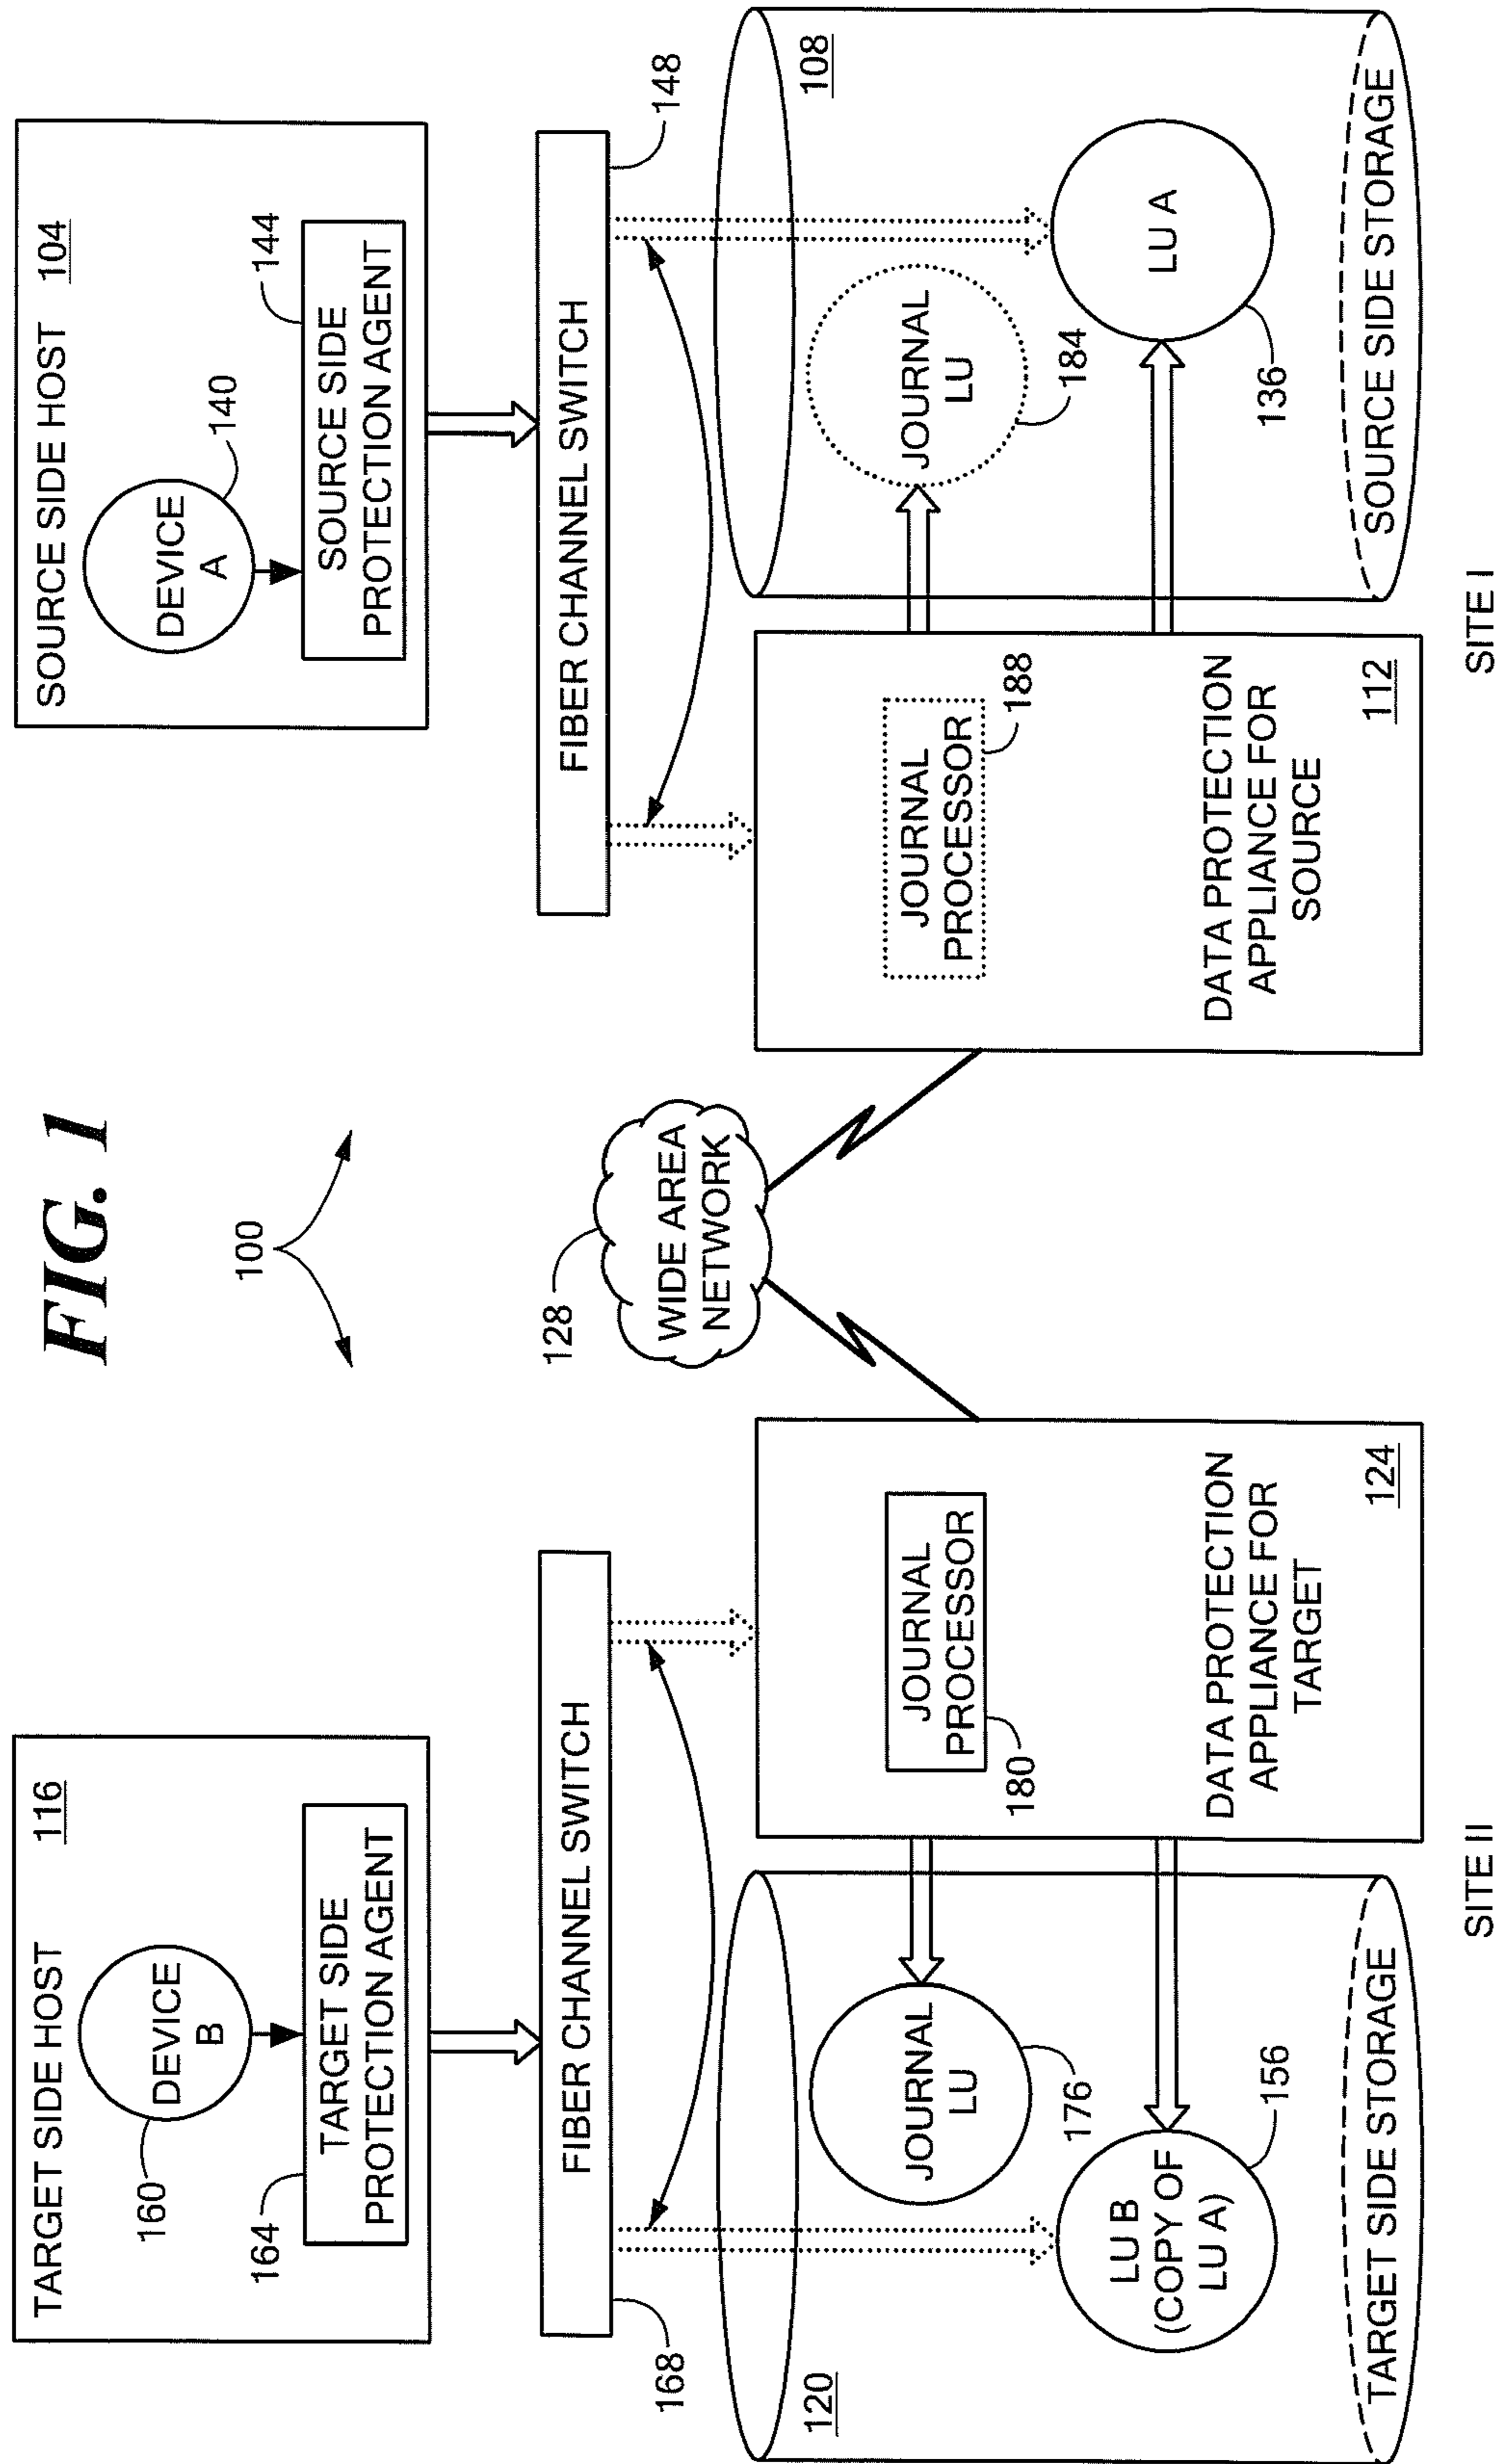 FIG. 1
100
TARGET SIDE HOST 116
160
DEVICE
B
164
TARGET SIDE
PROTECTION AGENT
FIBER CHANNEL SWITCH
168
120
JOURNAL
LU
176
LU B
(COPY OF
LU A)
156
TARGET SIDE STORAGE
JOURNAL
PROCESSOR
180
DATA PROTECTION
APPLIANCE FOR
TARGET
124
SITE II
128
WIDE AREA
NETWORK
SOURCE SIDE HOST 104
DEVICE
A
140
144
SOURCE SIDE
PROTECTION AGENT
FIBER CHANNEL SWITCH
148
JOURNAL
PROCESSOR
188
DATA PROTECTION
APPLIANCE FOR
SOURCE
112
108
JOURNAL
LU
184
LU A
136
SOURCE SIDE STORAGE
SITE I